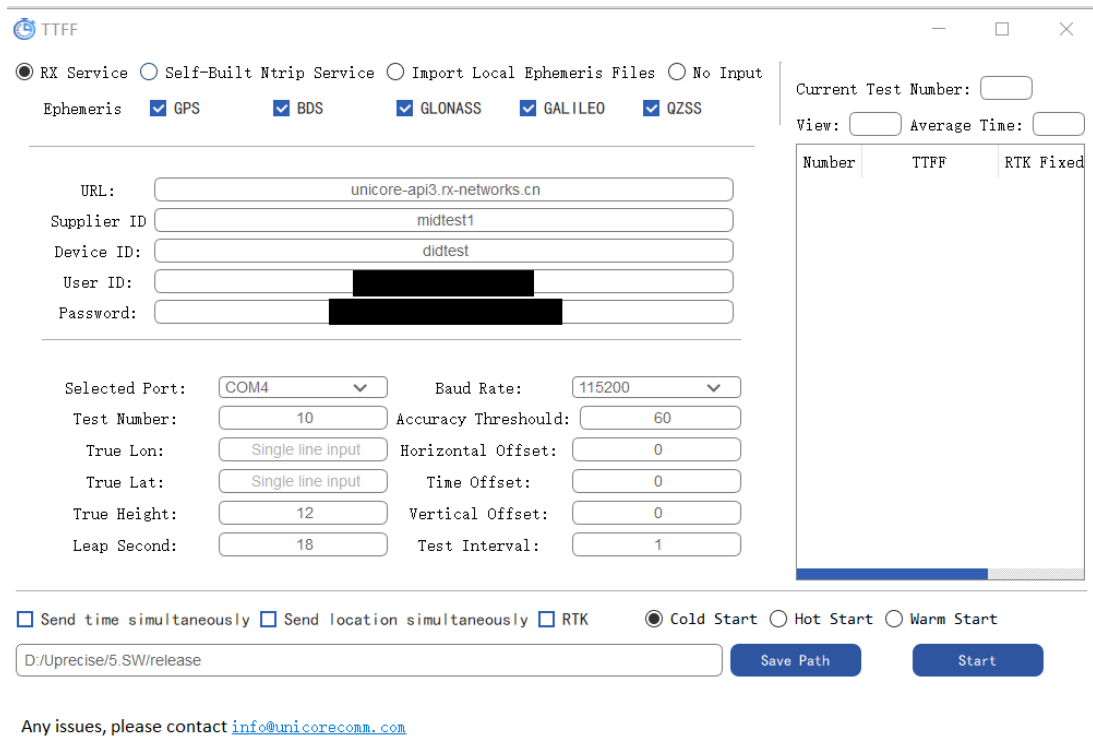 TTFF
RX Service Self-Built Ntrip Service Import Local Ephemeris Files No Input
Ephemeris GPS BDS GLONASS GALILEO QZSS
URL: unicore-api3.rx-networks.cn
Supplier ID midtest1
Device ID: didtest
User ID:
Password:
Selected Port: COM4 Baud Rate: 115200
Test Number: 10 Accuracy Threshould: 60
True Lon: Single line input Horizontal Offset: 0
True Lat: Single line input Time Offset: 0
True Height: 12 Vertical Offset: 0
Leap Second: 18 Test Interval: 1
Current Test Number:
View: Average Time:
Number TTFF RTK Fixed
Send time simultaneously Send location simultaneously RTK Cold Start Hot Start Warm Start
D:/Uprecise/5.SW/release Save Path Start
Any issues, please contact info@unicorecomm.com